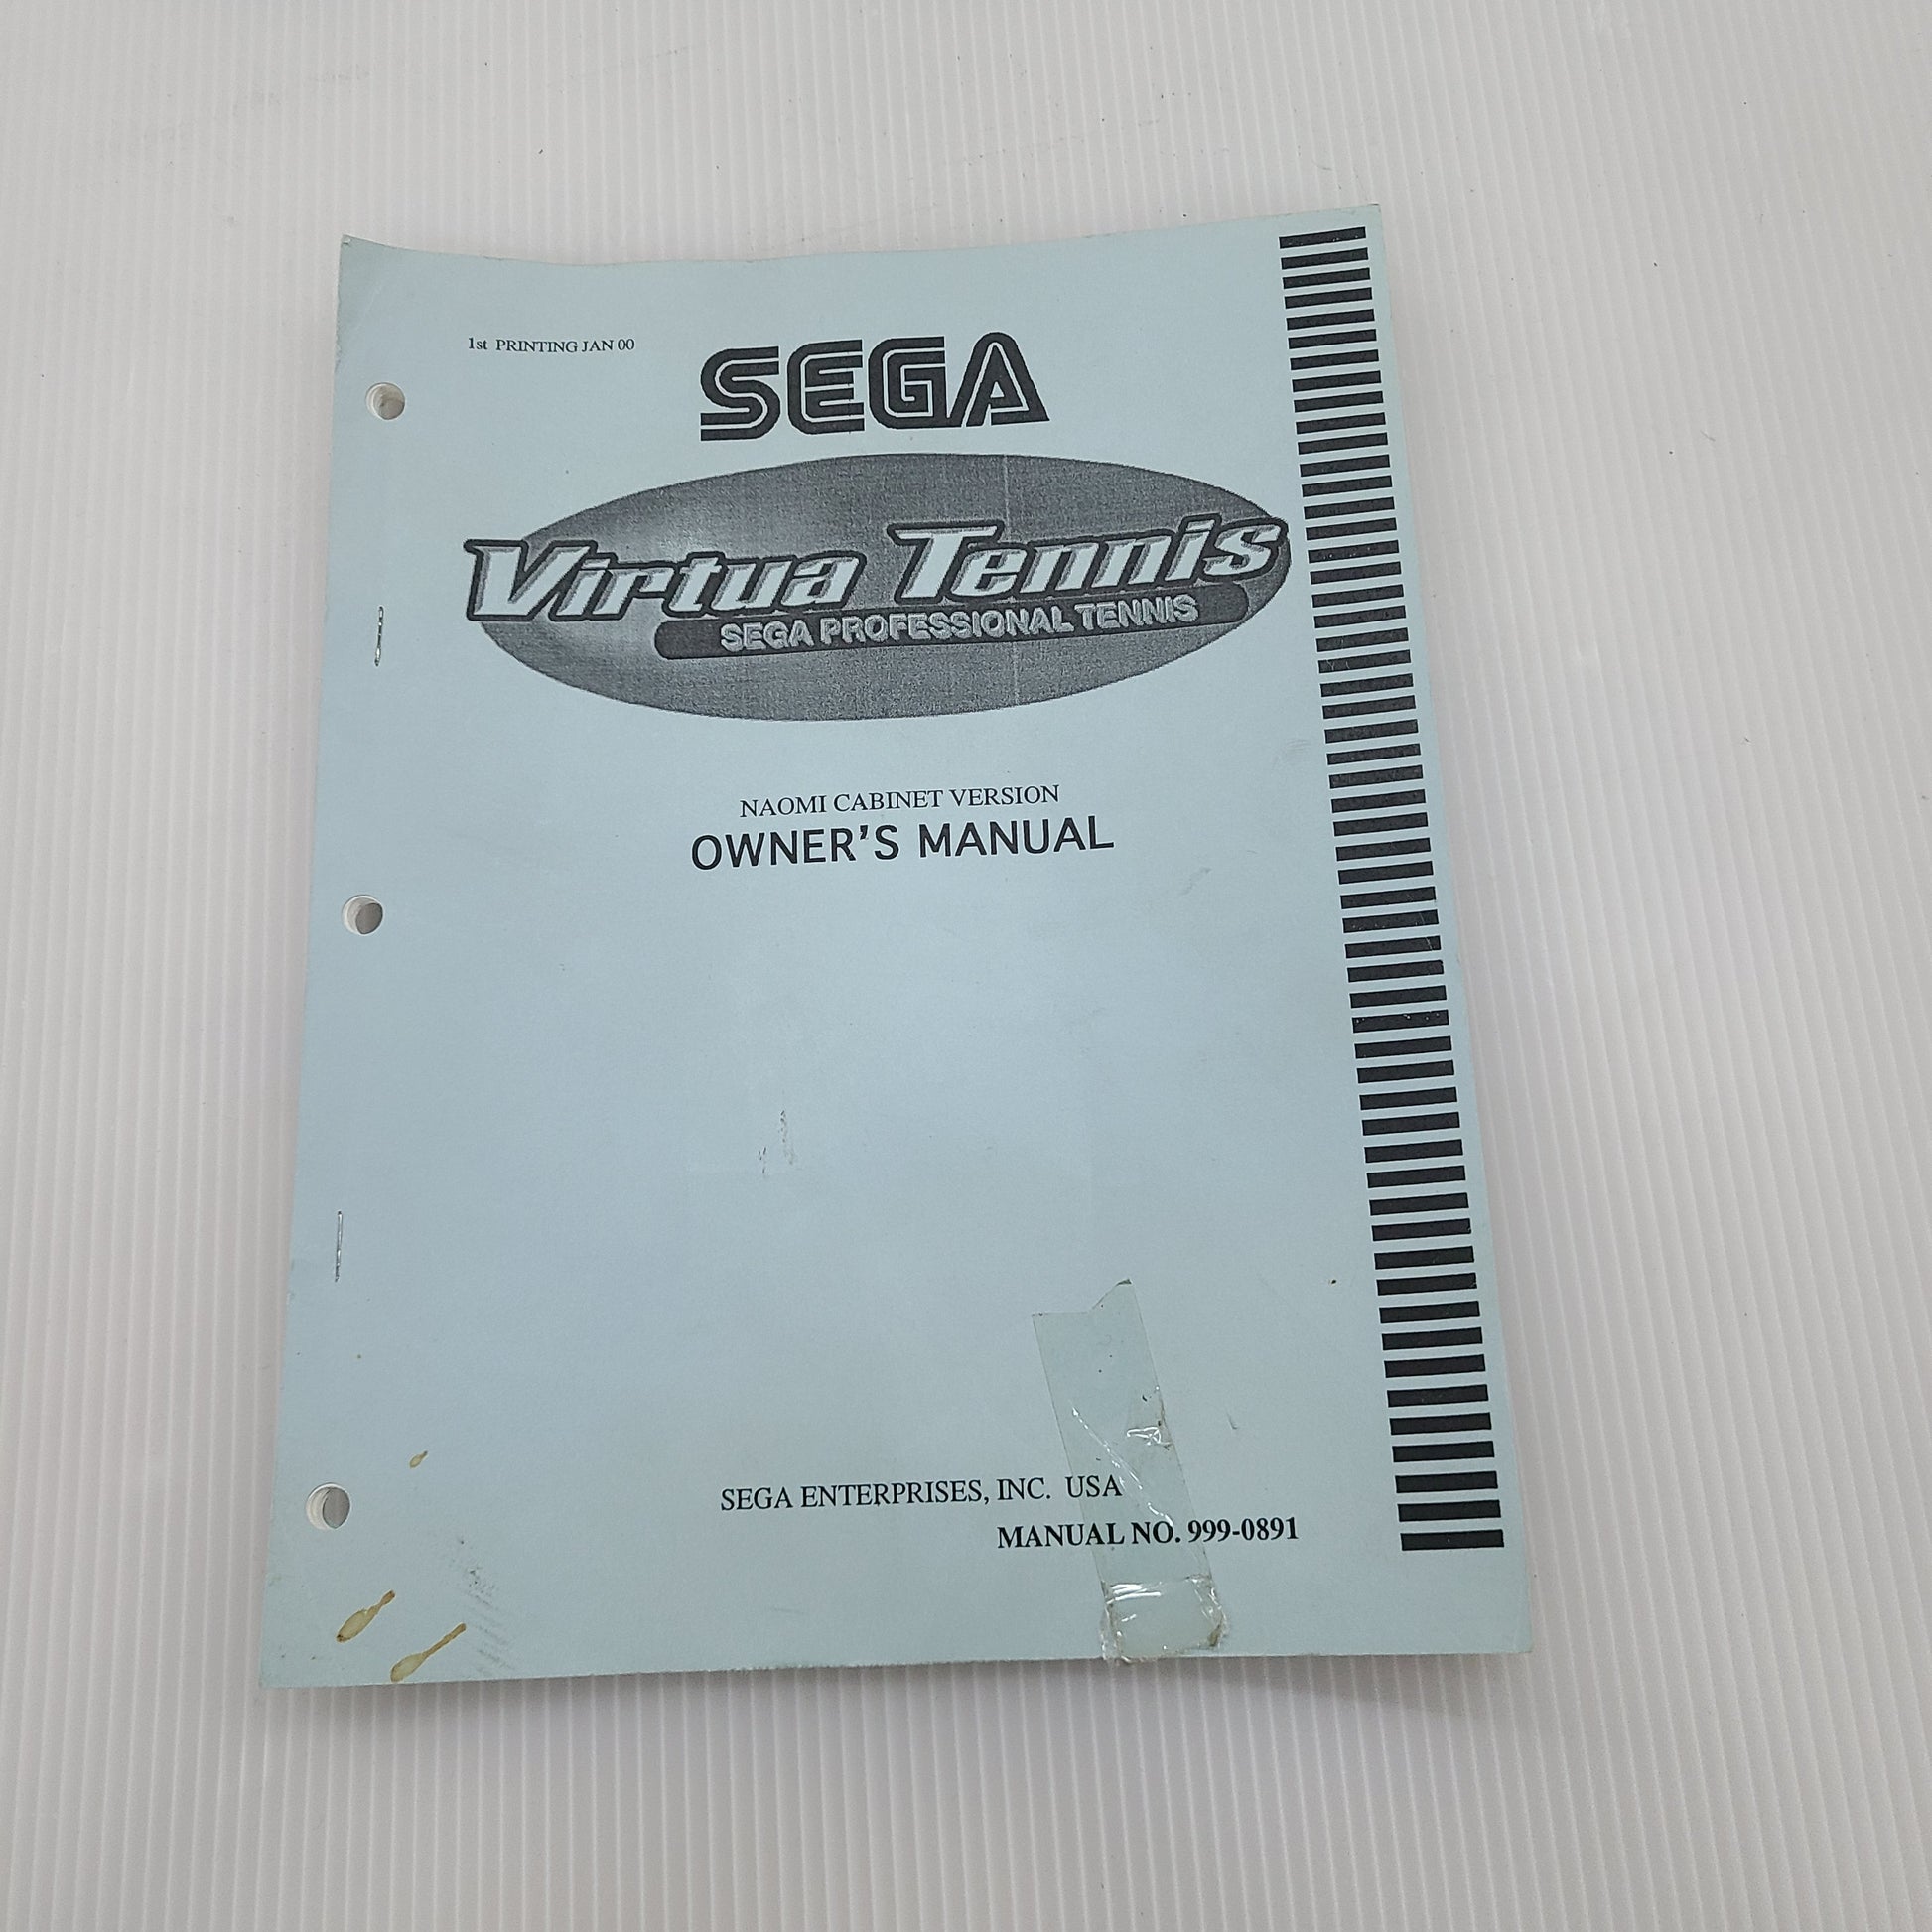 1st PRINTING JAN 00
SEGA
Virtua Tennis
SEGA PROFESSIONAL TENNIS
NAOMI CABINET VERSION
OWNER'S MANUAL
SEGA ENTERPRISES, INC. USA
MANUAL NO. 999-0891